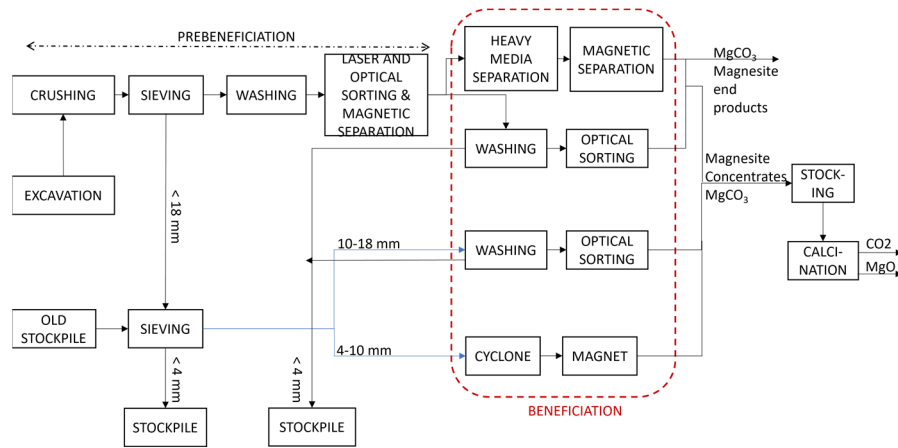 PREBENEFICIATION
HEAVY
MEDIA
SEPARATION
MAGNETIC
SEPARATION
MgCO3
Magnesite
end
products
LASER AND
OPTICAL
SORTING &
MAGNETIC
SEPARATION
CRUSHING
SIEVING
WASHING
WASHING
OPTICAL
SORTING
EXCAVATION
< 18 mm
Magnesite
Concentrates
MgCO3
STOCK-
ING
10-18 mm
WASHING
OPTICAL
SORTING
CALCI-
NATION
CO2
MgO
OLD
STOCKPILE
SIEVING
4-10 mm
CYCLONE
MAGNET
< 4 mm
< 4 mm
STOCKPILE
STOCKPILE
BENEFICIATION